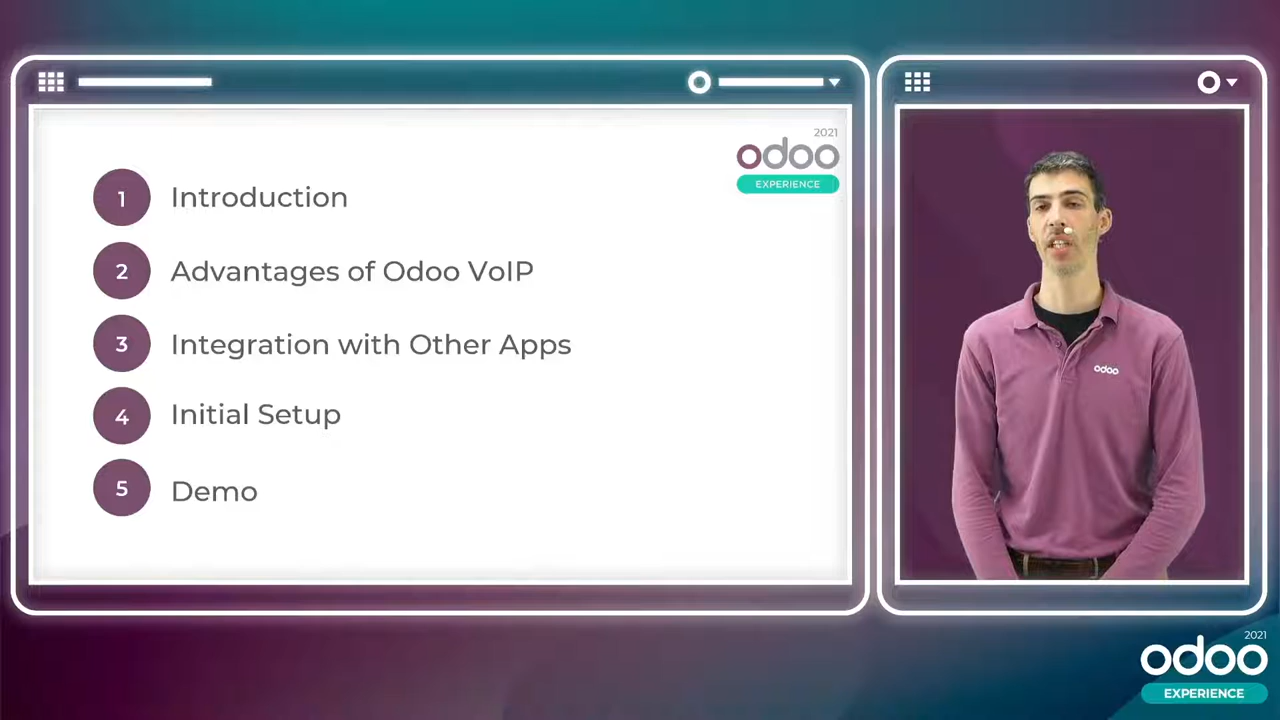 2021
odoo
EXPERIENCE
1 Introduction
2 Advantages of Odoo VoIP
3 Integration with Other Apps
4 Initial Setup
5 Demo
odoo
2021
odoo
EXPERIENCE